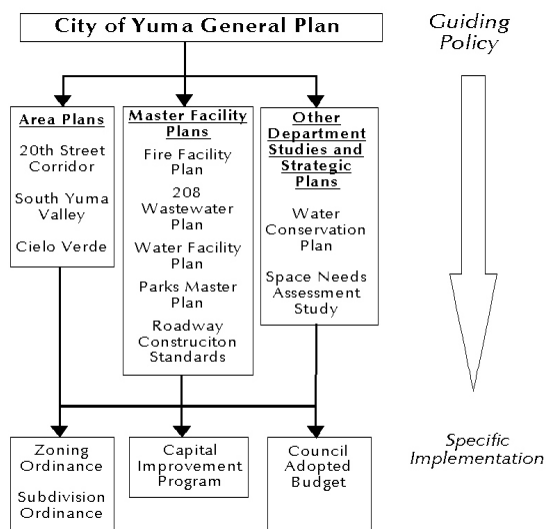 City of Yuma General Plan
Guiding
Policy
Area Plans
20th Street
Corridor
South Yuma
Valley
Cielo Verde
Master Facility
Plans
Fire Facility
Plan
208
Wastewater
Plan
Water Facility
Plan
Parks Master
Plan
Roadway
Construciton
Standards
Other
Department
Studies and
Strategic
Plans
Water
Conservation
Plan
Space Needs
Assessment
Study
Zoning
Ordinance
Subdivision
Ordinance
Capital
Improvement
Program
Council
Adopted
Budget
Specific
Implementation